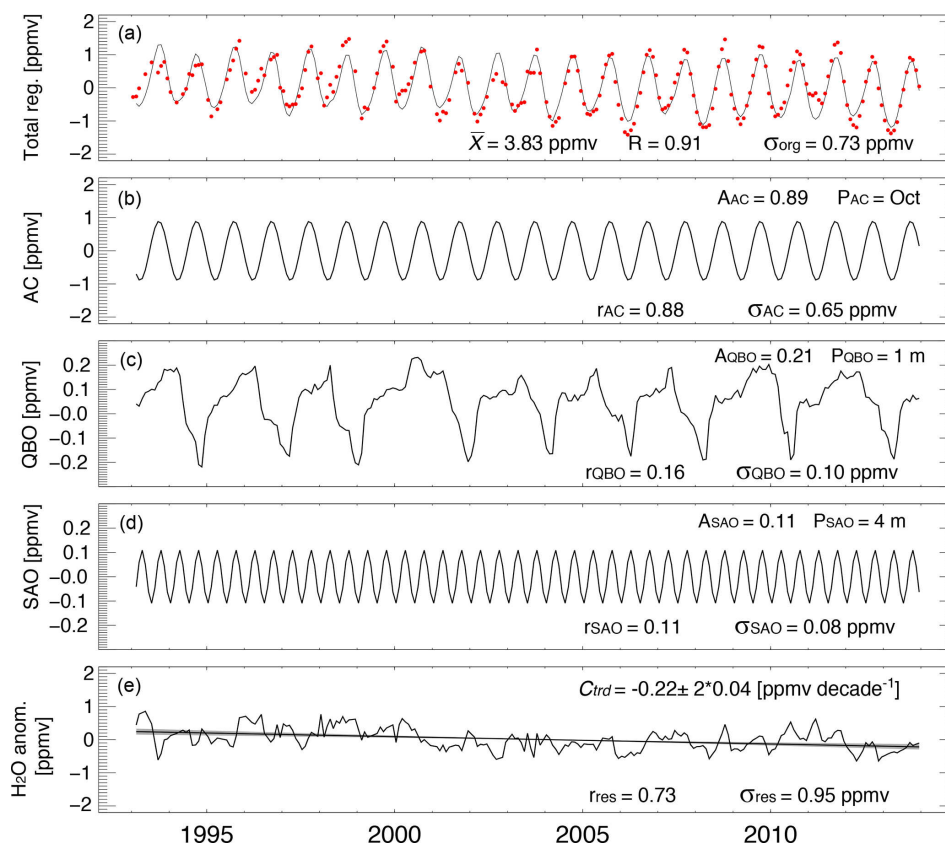 (a)
Total reg. [ppmv]
2
1
0
−1
−2
X̅ = 3.83 ppmv R = 0.91 σorg = 0.73 ppmv
(b)
AC [ppmv]
2
1
0
−1
−2
AAC = 0.89 PAC = Oct
rAC = 0.88 σAC = 0.65 ppmv
(c)
QBO [ppmv]
0.2
0.1
−0.0
−0.1
−0.2
AQBO = 0.21 PQBO = 1 m
rQBO = 0.16 σQBO = 0.10 ppmv
(d)
SAO [ppmv]
0.2
0.1
−0.0
−0.1
−0.2
ASAO = 0.11 PSAO = 4 m
rSAO = 0.11 σSAO = 0.08 ppmv
(e)
H2O anom.
[ppmv]
2
1
0
−1
−2
Ctrd = -0.22± 2*0.04 [ppmv decade⁻¹]
rres = 0.73 σres = 0.95 ppmv
1995 2000 2005 2010